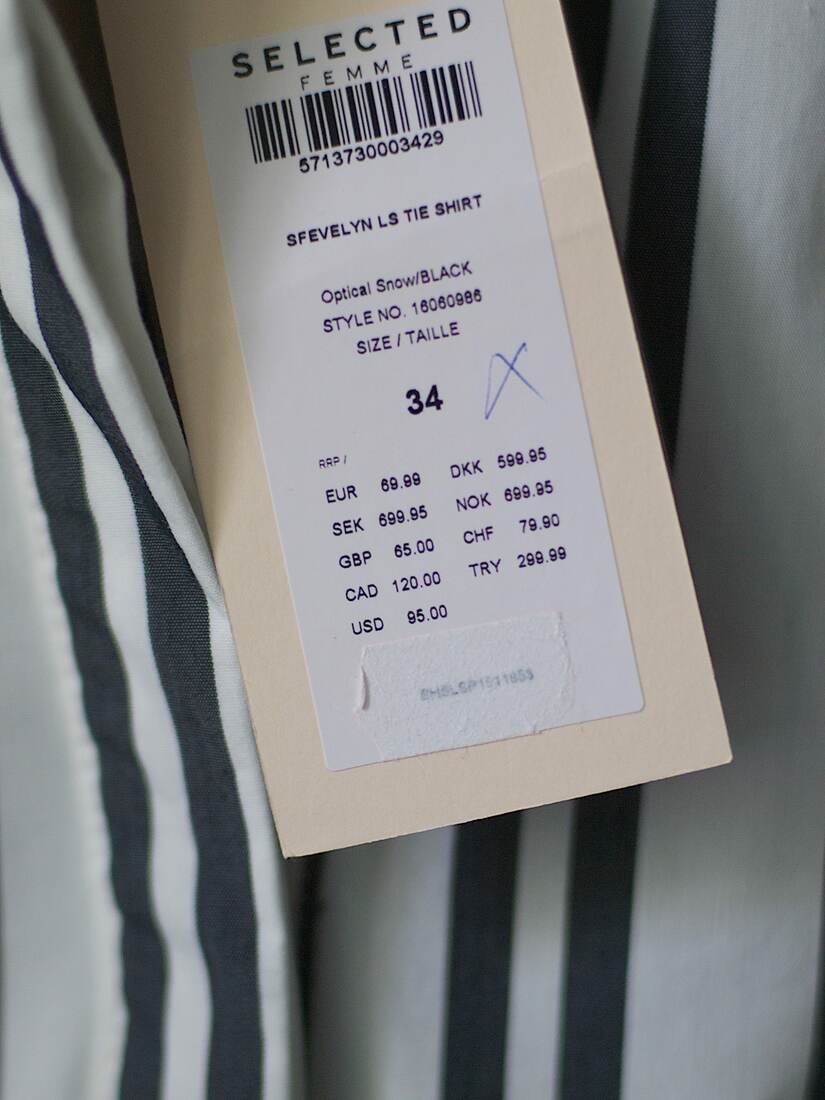 SELECTED
FEMME
5713730003429
SFEVELYN LS TIE SHIRT
Optical Snow/BLACK
STYLE NO. 16060986
SIZE / TAILLE
34
RRP /
EUR 69.99 DKK 599.95
SEK 699.95 NOK 699.95
GBP 65.00 CHF 79.90
CAD 120.00 TRY 299.99
USD 95.00